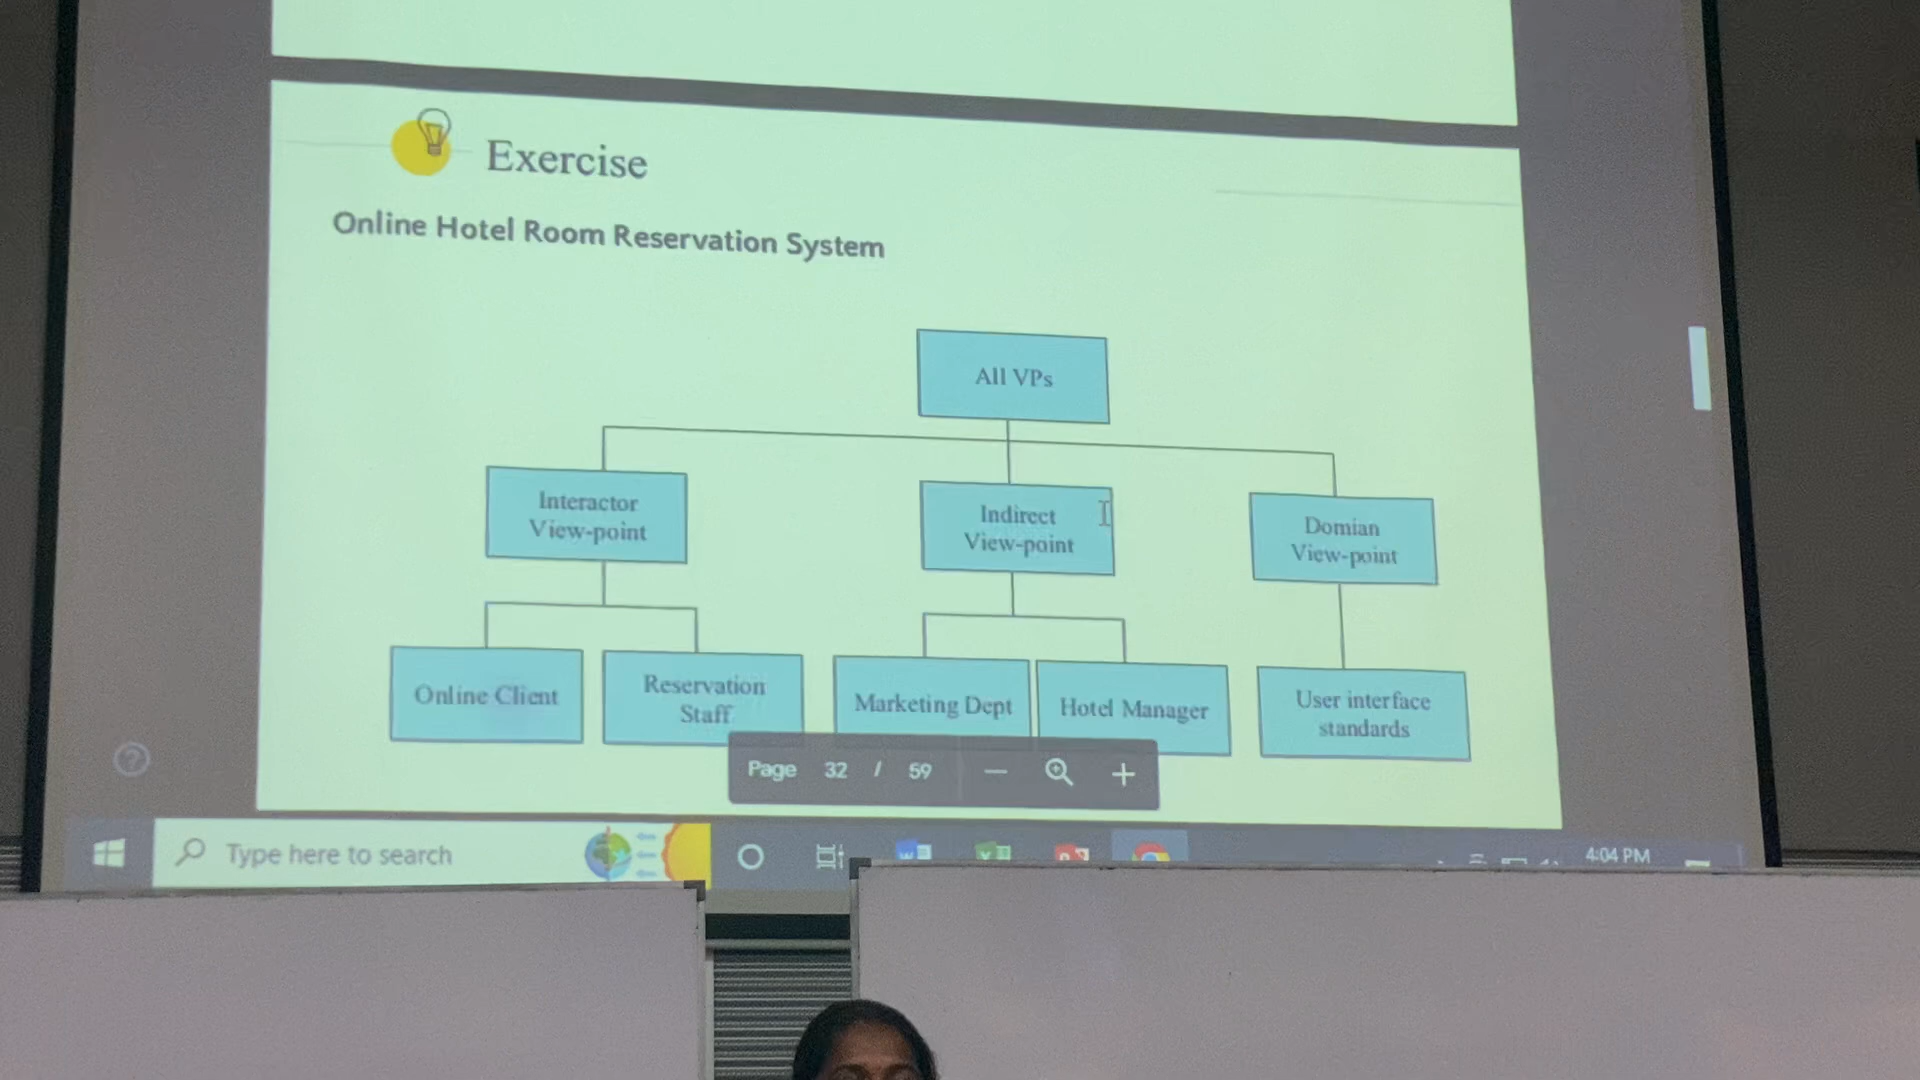 Exercise
Online Hotel Room Reservation System
All VPs
Interactor
View-point
Indirect
View-point
Domian
View-point
Online Client
Reservation
Staff
Marketing Dept
Hotel Manager
User interface
standards
Page 32 / 59
Type here to search
4:04 PM